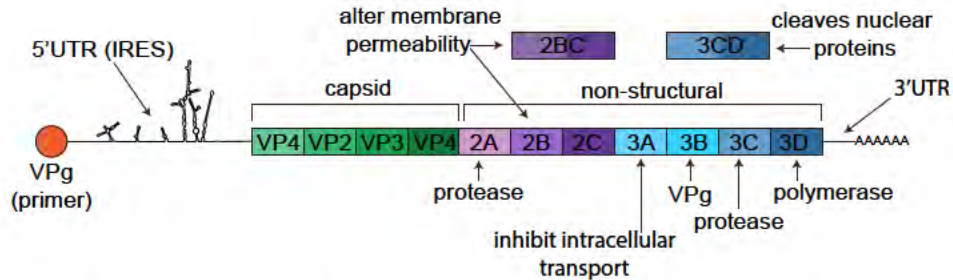 alter membrane
permeability
2BC
3CD
cleaves nuclear
proteins
5'UTR (IRES)
capsid
non-structural
3'UTR
VP4 VP2 VP3 VP4 2A 2B 2C 3A 3B 3C 3D
AAAAAA
VPg
(primer)
protease
VPg
polymerase
protease
inhibit intracellular
transport